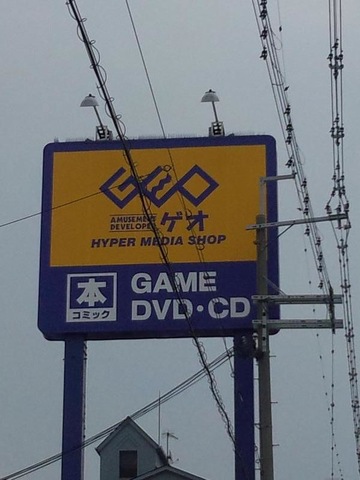 GEO
AMUSEMENT
DEVELOPER
ゲオ
HYPER MEDIA SHOP
本
コミック
GAME
DVD・CD